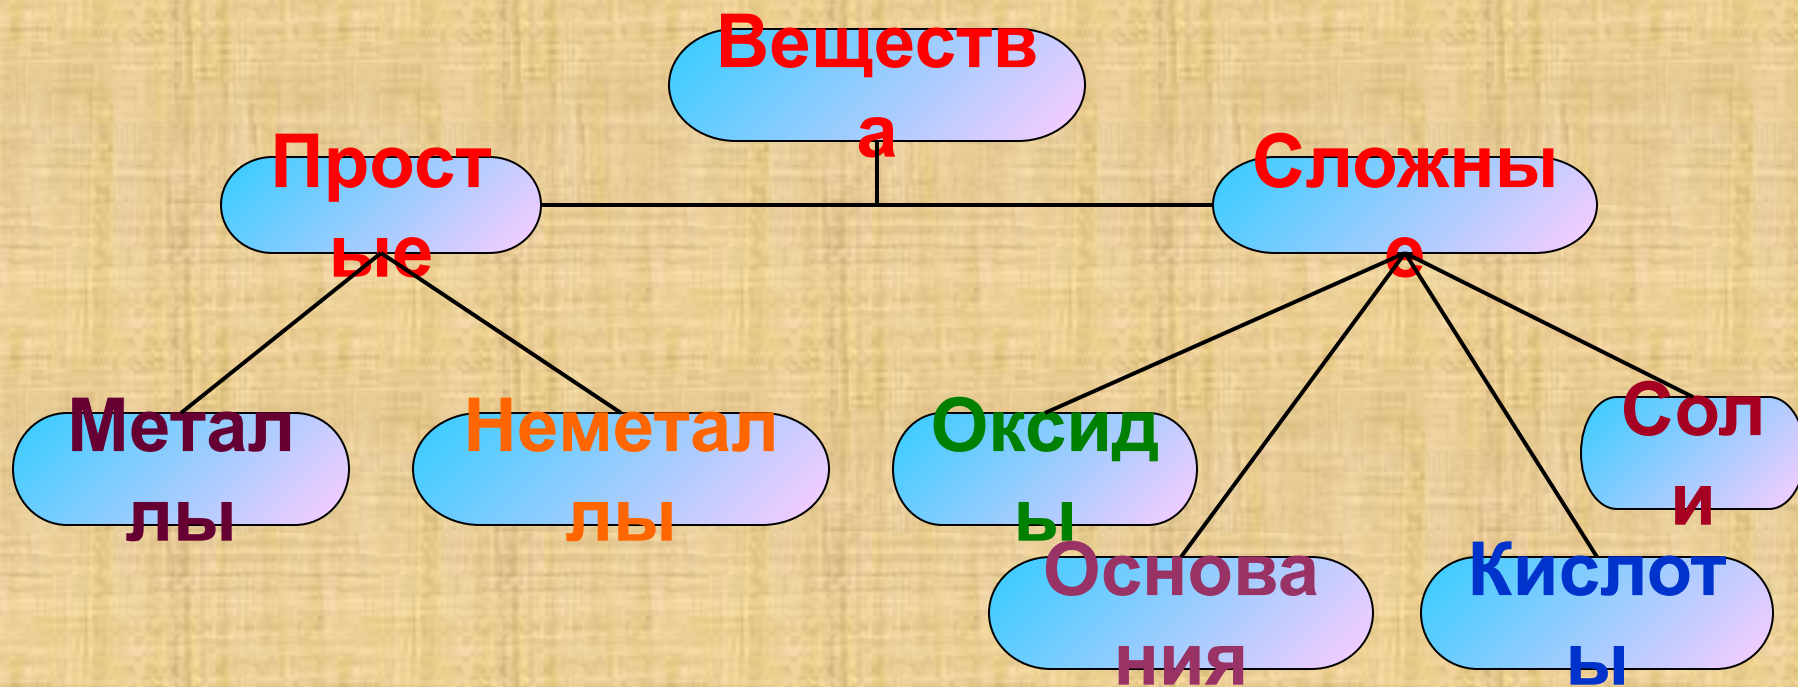 Веществ
а
Прост
ые
Сложны
е
Метал
лы
Неметал
лы
Оксид
ы
Сол
и
Основа
ния
Кислот
ы